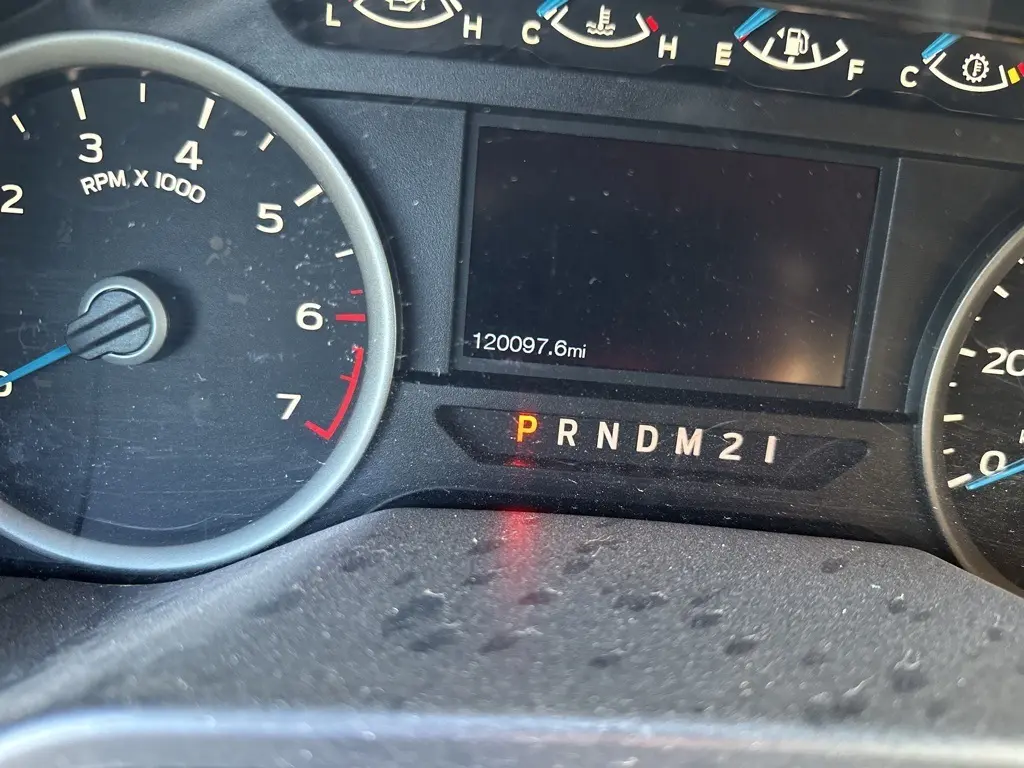 L H C H E F C
2 3 4 5 6 7
RPM X 1000
120097.6mi
P R N D M 2 1
20
0